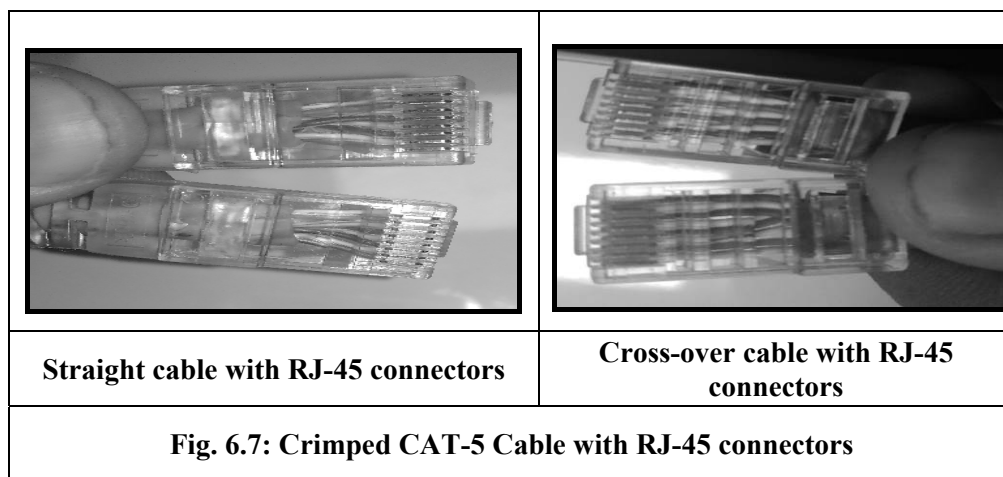 Straight cable with RJ-45 connectors
Cross-over cable with RJ-45
connectors
Fig. 6.7: Crimped CAT-5 Cable with RJ-45 connectors